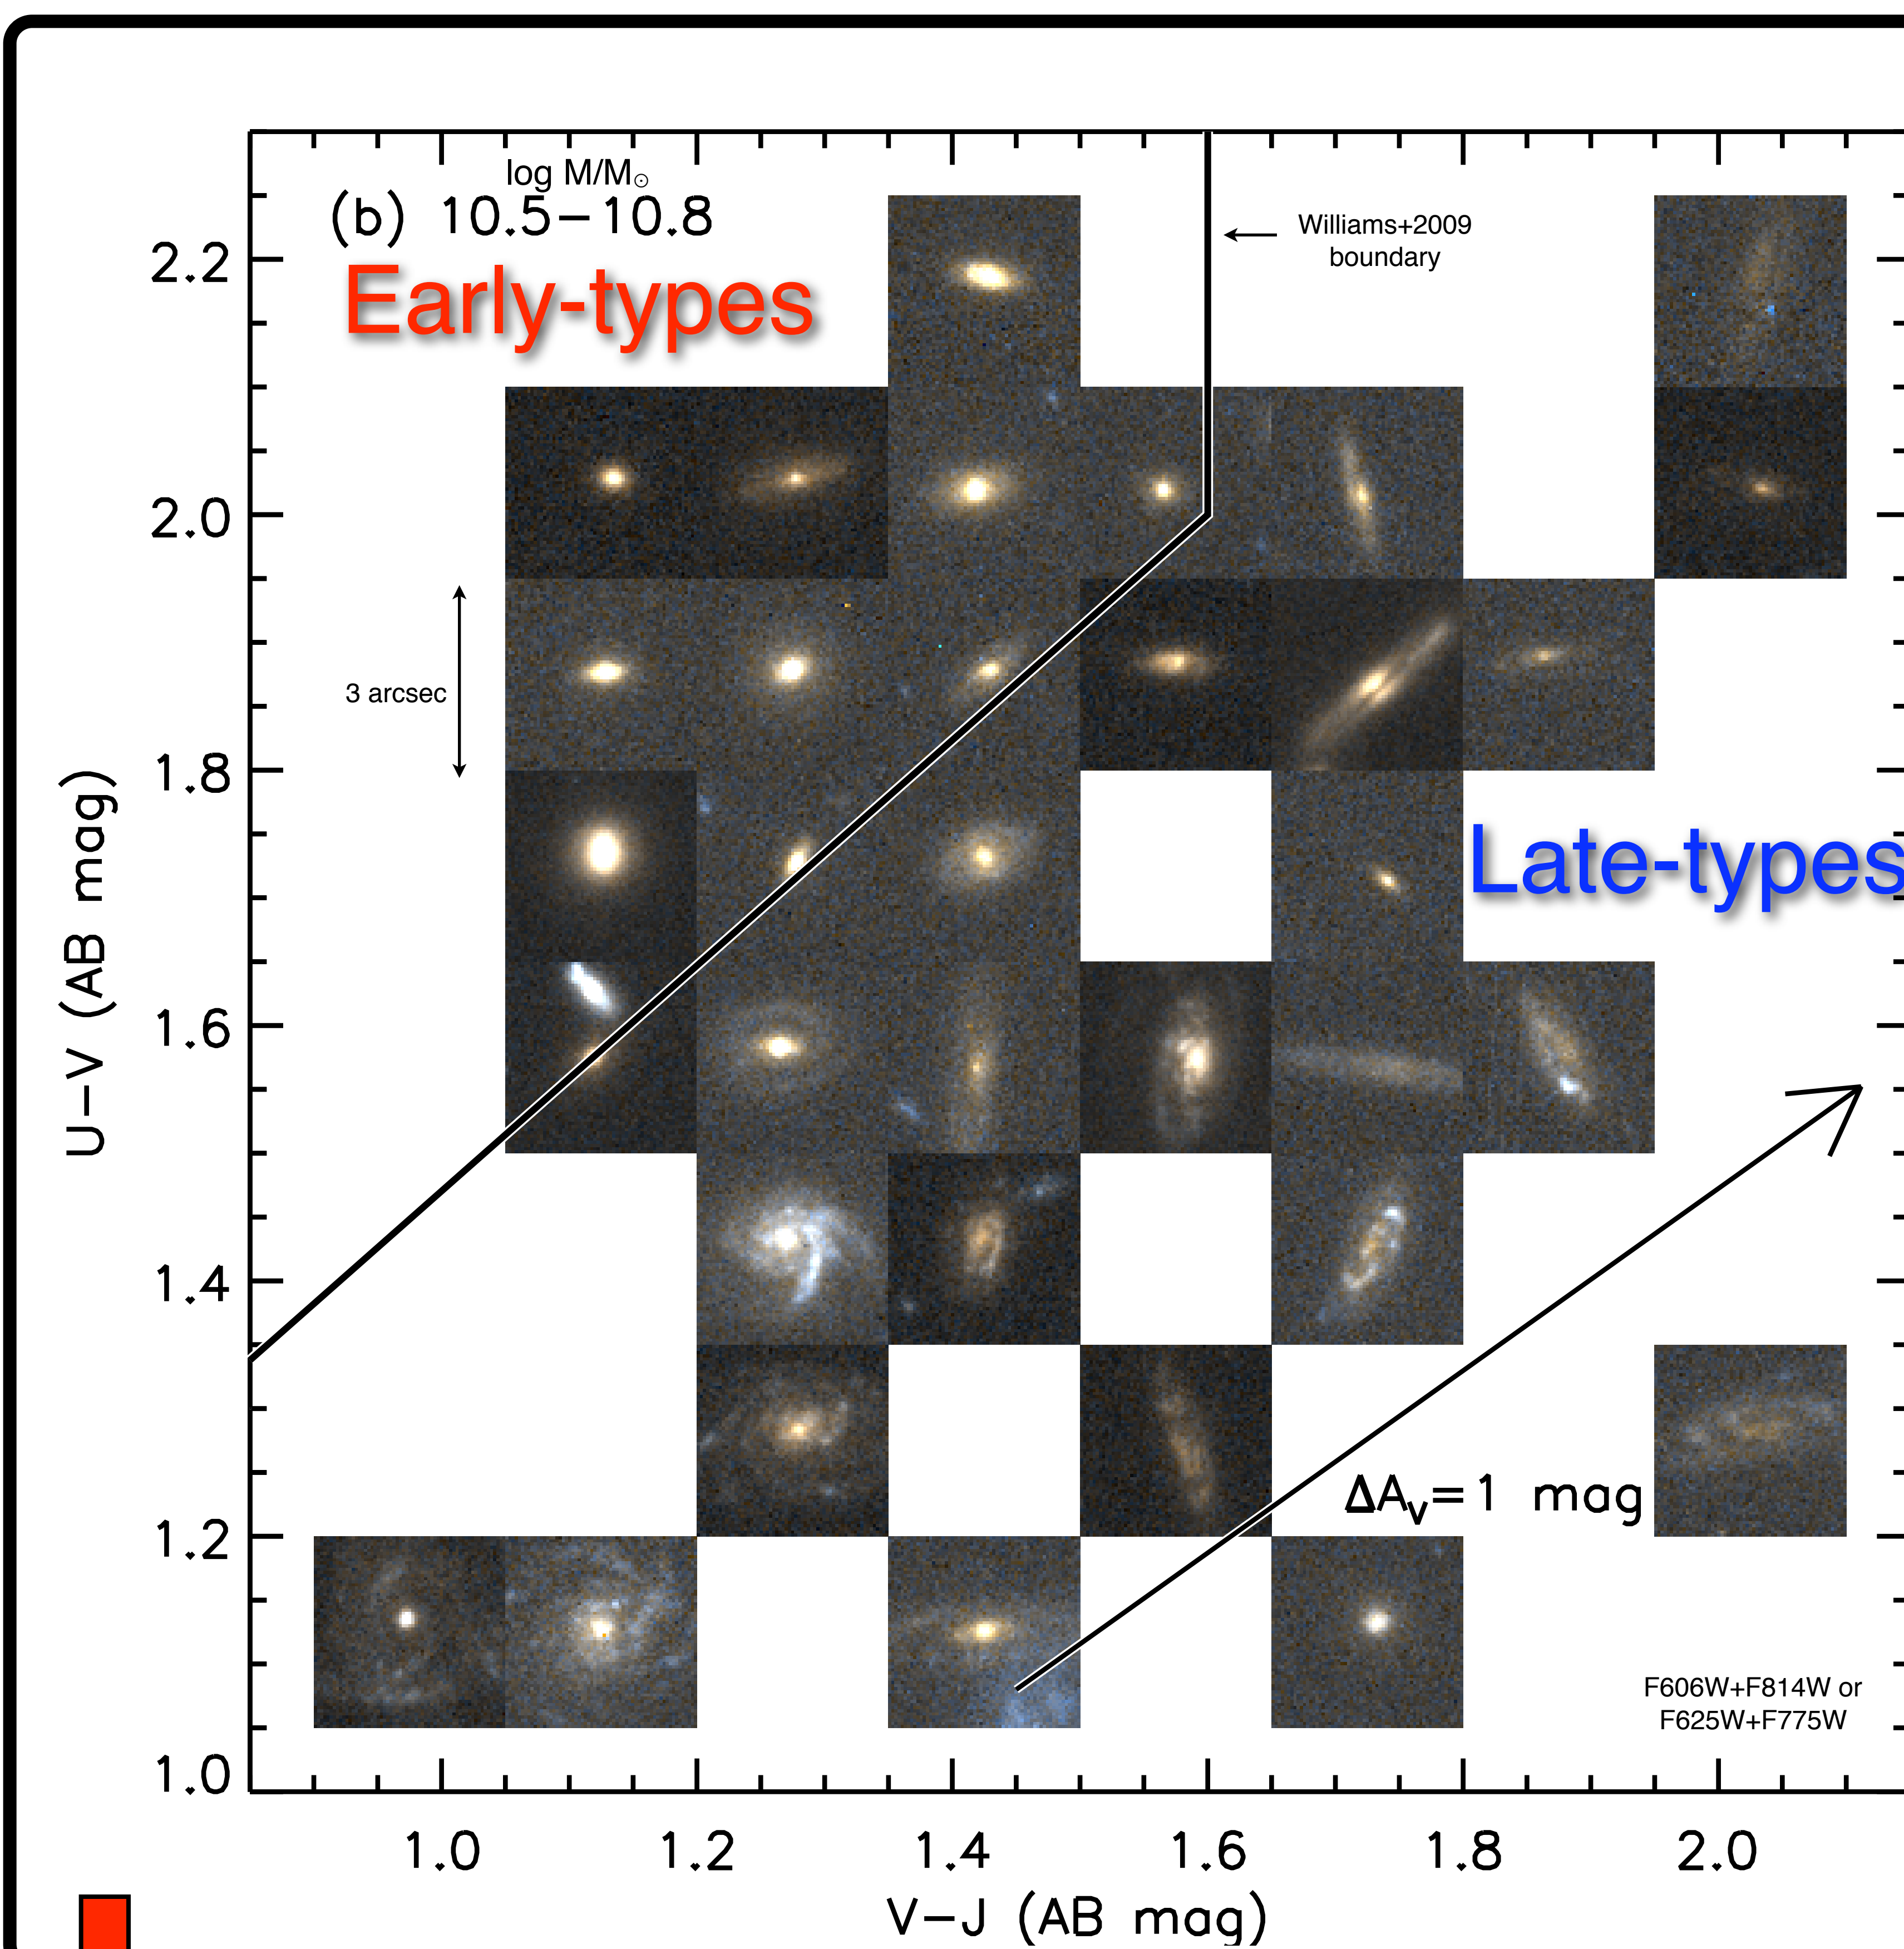 log M/M☉
(b) 10.5−10.8
Early-types
Williams+2009
boundary
3 arcsec
Late-types
ΔAv=1 mag
F606W+F814W or
F625W+F775W
2.2
2.0
1.8
1.6
1.4
1.2
1.0
U−V (AB mag)
1.0 1.2 1.4 1.6 1.8 2.0
V−J (AB mag)